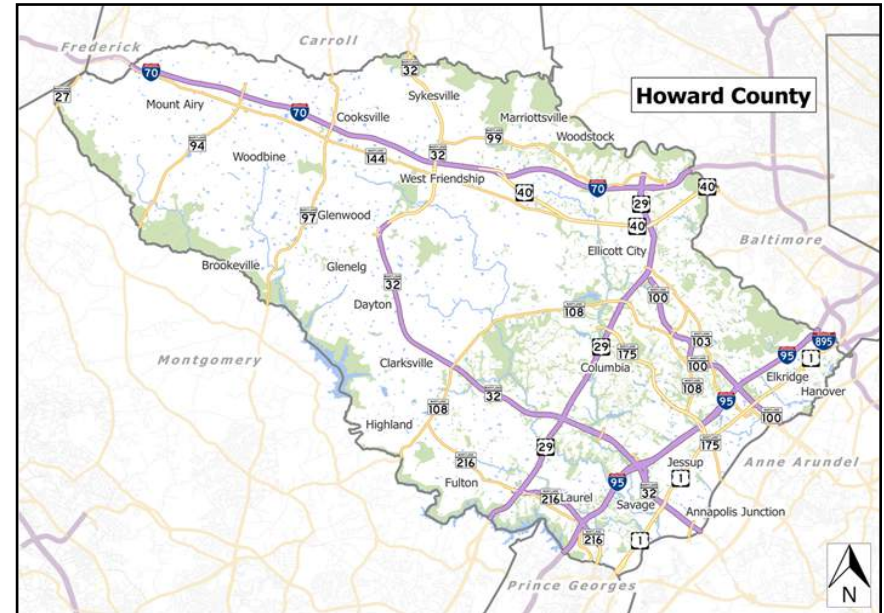 Frederick
Carroll
32
70
27
Mount Airy
70
Sykesville
Howard County
Cooksville
Marriottsville
Woodstock
94
99
Woodbine
144
32
West Friendship
40
70
40
29
97
Glenwood
40
Ellicott City
Baltimore
Brookeville
Glenelg
32
100
Dayton
108
29
175
103
95
895
1
Montgomery
Clarksville
Columbia
100
Elkridge
32
108
Hanover
108
95
100
Highland
29
175
216
Jessup
Anne Arundel
Fulton
95
1
216
Laurel
32
Savage
Annapolis Junction
216
1
Prince Georges
N